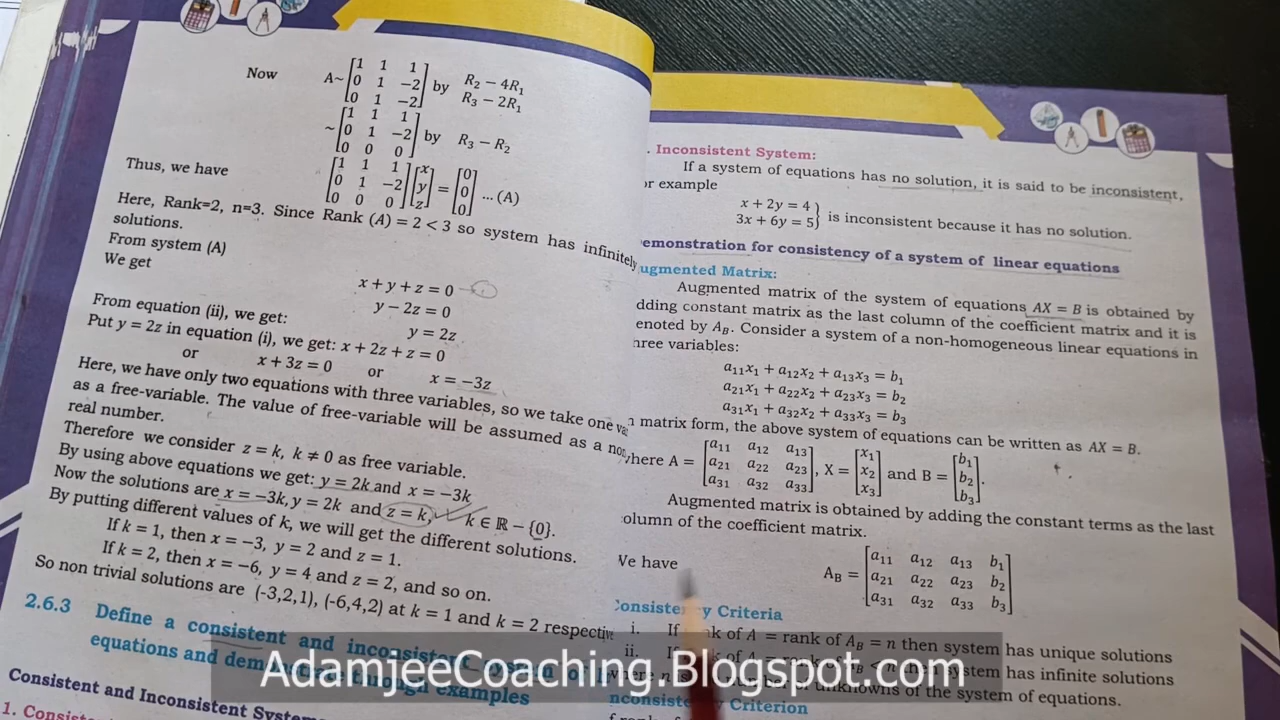 Now A~ [1 1 1; 0 1 −2; 0 1 −2] by R₂ − 4R₁ R₃ − 2R₁
~ [1 1 1; 0 1 −2; 0 0 0] by R₃ − R₂
Thus, we have [1 1 1; 0 1 −2; 0 0 0] [x; y; z] = [0; 0; 0] ... (A)
Here, Rank=2, n=3. Since Rank (A) = 2 < 3 so system has infinitely
solutions.
From system (A)
We get
x + y + z = 0
y − 2z = 0
From equation (ii), we get: y = 2z
Put y = 2z in equation (i), we get: x + 2z + z = 0
or x + 3z = 0 or x = −3z
Here, we have only two equations with three variables, so we take one
as a free-variable. The value of free-variable will be assumed as a
real number.
Therefore we consider z = k, k ≠ 0 as free variable.
By using above equations we get: y = 2k and x = −3k
Now the solutions are x = −3k, y = 2k and z = k, k ∈ ℝ − {0}.
By putting different values of k, we will get the different solutions.
If k = 1, then x = −3, y = 2 and z = 1.
If k = 2, then x = −6, y = 4 and z = 2, and so on.
So non trivial solutions are (-3,2,1), (-6,4,2) at k = 1 and k = 2
2.6.3 Define a consistent and inconsistent system of
equations and through examples
Consistent and Inconsistent
1.
Inconsistent System:
If a system of equations has no solution, it is said to be inconsistent,
example
x + 2y = 4
3x + 6y = 5} is inconsistent because it has no solution.
for consistency of a system of linear equations
Matrix:
Augmented matrix of the system of equations AX = B is obtained by
constant matrix as the last column of the coefficient matrix and it is
by A_B. Consider a system of a non-homogeneous linear equations in
variables:
a₁₁x₁ + a₁₂x₂ + a₁₃x₃ = b₁
a₂₁x₁ + a₂₂x₂ + a₂₃x₃ = b₂
a₃₁x₁ + a₃₂x₂ + a₃₃x₃ = b₃
matrix form, the above system of equations can be written as AX = B.
A = [a₁₁ a₁₂ a₁₃; a₂₁ a₂₂ a₂₃; a₃₁ a₃₂ a₃₃], X = [x₁; x₂; x₃] and B = [b₁; b₂; b₃].
Augmented matrix is obtained by adding the constant terms as the last
of the coefficient matrix.
have A_B = [a₁₁ a₁₂ a₁₃ b₁; a₂₁ a₂₂ a₂₃ b₂; a₃₁ a₃₂ a₃₃ b₃]
Criteria
i. If of A = rank of A_B = n then system has unique solutions
ii. system has infinite solutions
of unknowns of the system of equations.
Criterion
AdamjeeCoaching.Blogspot.com